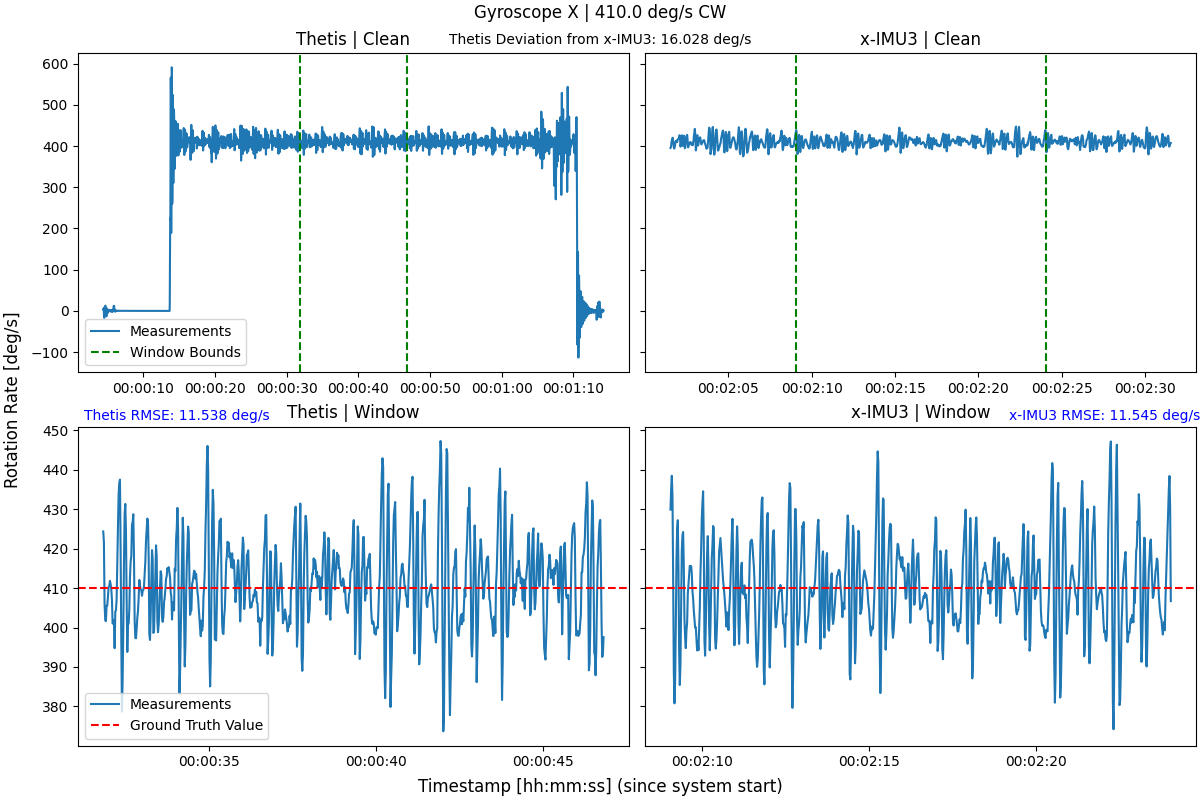 Gyroscope X | 410.0 deg/s CW
Thetis | Clean
Thetis Deviation from x-IMU3: 16.028 deg/s
x-IMU3 | Clean
600
500
400
300
200
100
0
−100
Measurements
Window Bounds
00:00:10 00:00:20 00:00:30 00:00:40 00:00:50 00:01:00 00:01:10
00:02:05 00:02:10 00:02:15 00:02:20 00:02:25 00:02:30
Rotation Rate [deg/s]
Thetis RMSE: 11.538 deg/s
Thetis | Window
x-IMU3 | Window
x-IMU3 RMSE: 11.545 deg/s
450
440
430
420
410
400
390
380
Measurements
Ground Truth Value
00:00:35 00:00:40 00:00:45
00:02:10 00:02:15 00:02:20
Timestamp [hh:mm:ss] (since system start)